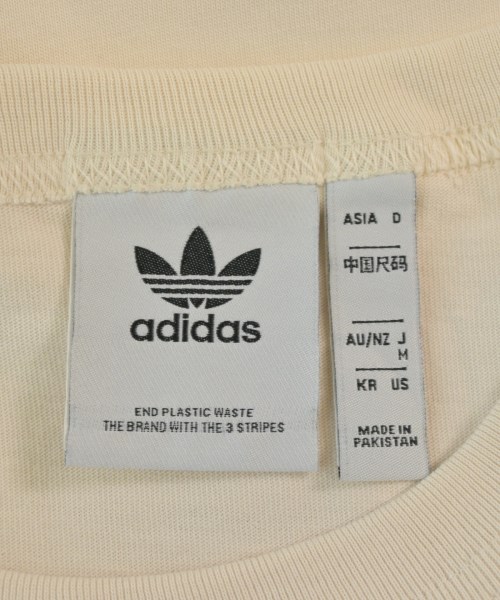 adidas
END PLASTIC WASTE
THE BRAND WITH THE 3 STRIPES
ASIA D
中国尺码
AU/NZ J
M
KR US
MADE IN
PAKISTAN